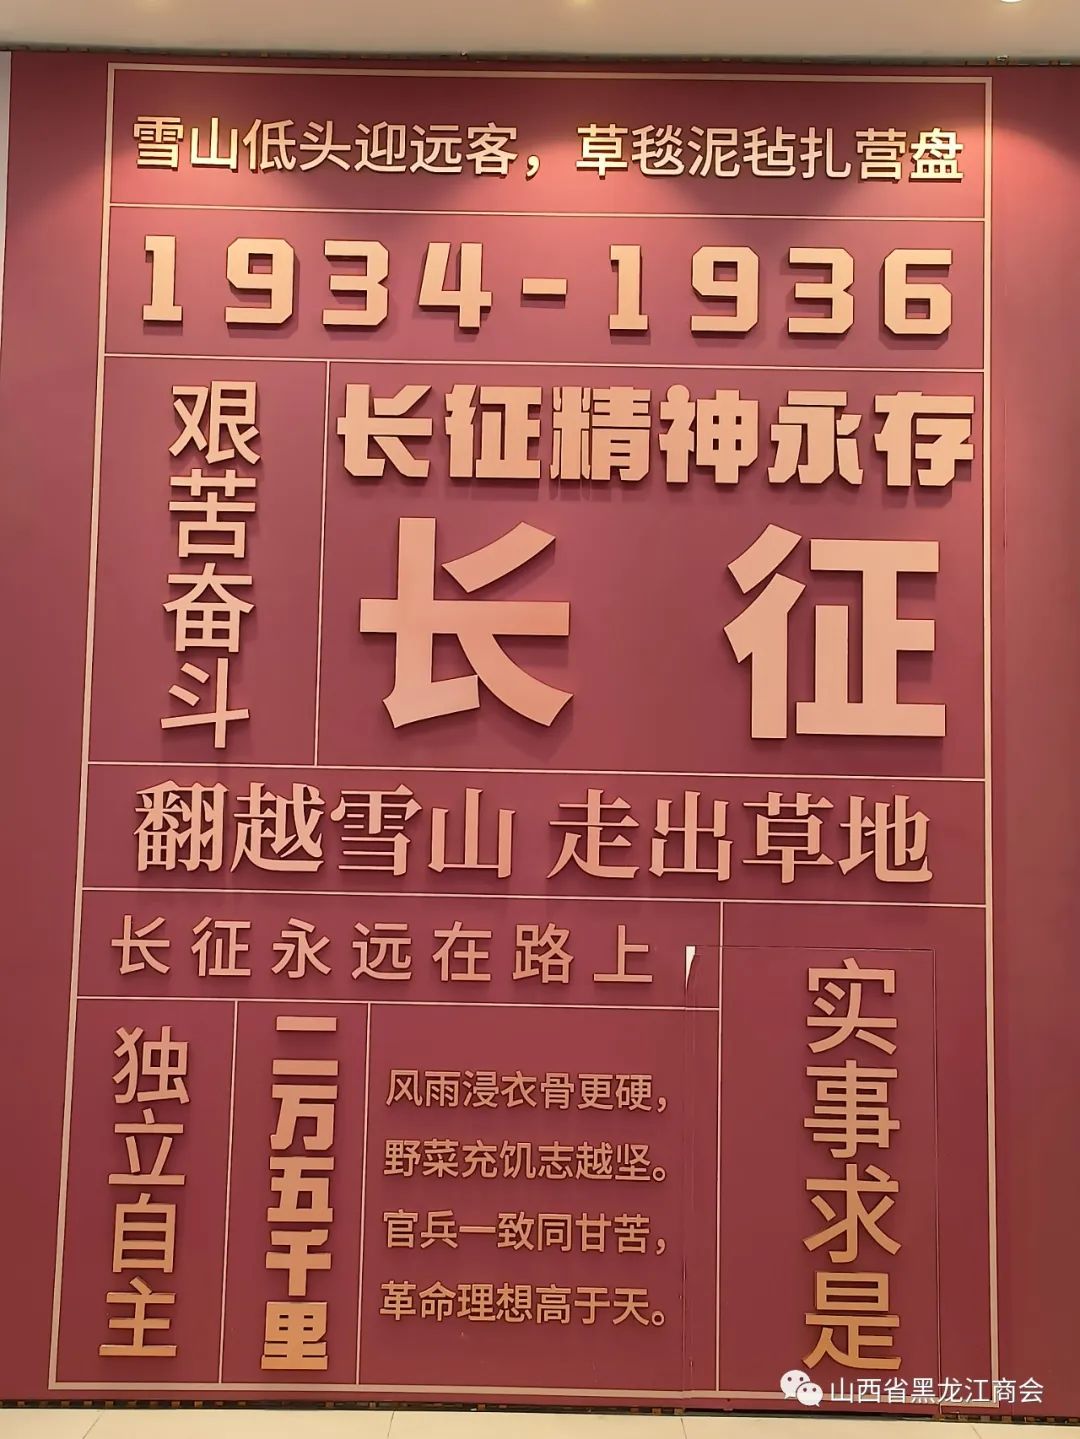 雪山低头迎远客，草毯泥毡扎营盘
1934-1936
艰苦奋斗
长征精神永存
长征
翻越雪山 走出草地
长征永远在路上
独立自主
二万五千里
风雨浸衣骨更硬，
野菜充饥志越坚。
官兵一致同甘苦，
革命理想高于天。
实事求是
山西省黑龙江商会